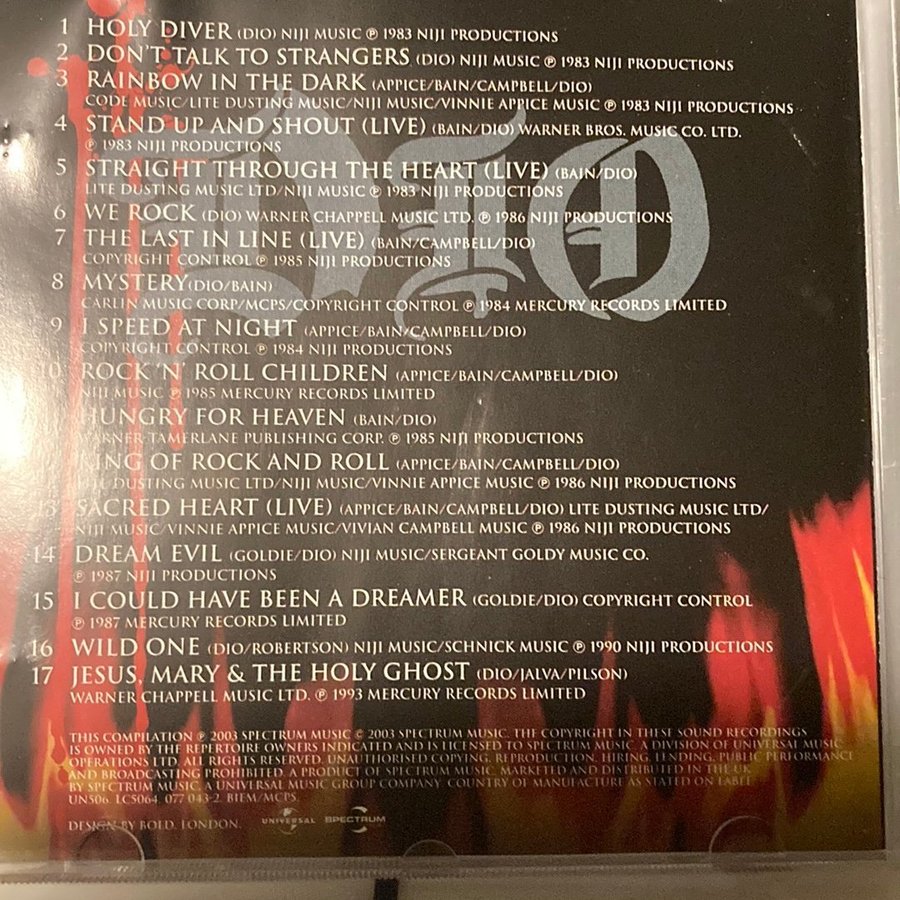 1 HOLY DIVER (DIO) NIJI MUSIC ℗ 1983 NIJI PRODUCTIONS
2 DON'T TALK TO STRANGERS (DIO) NIJI MUSIC ℗ 1983 NIJI PRODUCTIONS
3 RAINBOW IN THE DARK (APPICE/BAIN/CAMPBELL/DIO)
CODE MUSIC/LITE DUSTING MUSIC/NIJI MUSIC/VINNIE APPICE MUSIC ℗ 1983 NIJI PRODUCTIONS
4 STAND UP AND SHOUT (LIVE) (BAIN/DIO) WARNER BROS. MUSIC CO. LTD.
℗ 1983 NIJI PRODUCTIONS
5 STRAIGHT THROUGH THE HEART (LIVE) (BAIN/DIO)
LITE DUSTING MUSIC LTD/NIJI MUSIC ℗ 1983 NIJI PRODUCTIONS
6 WE ROCK (DIO) WARNER CHAPPELL MUSIC LTD. ℗ 1986 NIJI PRODUCTIONS
7 THE LAST IN LINE (LIVE) (BAIN/CAMPBELL/DIO)
COPYRIGHT CONTROL ℗ 1985 NIJI PRODUCTIONS
8 MYSTERY (DIO/BAIN)
CARLIN MUSIC CORP/MCPS/COPYRIGHT CONTROL ℗ 1984 MERCURY RECORDS LIMITED
9 I SPEED AT NIGHT (APPICE/BAIN/CAMPBELL/DIO)
COPYRIGHT CONTROL ℗ 1984 NIJI PRODUCTIONS
10 ROCK 'N' ROLL CHILDREN (APPICE/BAIN/CAMPBELL/DIO)
NIJI MUSIC ℗ 1985 MERCURY RECORDS LIMITED
HUNGRY FOR HEAVEN (BAIN/DIO)
WARNER-TAMERLANE PUBLISHING CORP. ℗ 1985 NIJI PRODUCTIONS
KING OF ROCK AND ROLL (APPICE/BAIN/CAMPBELL/DIO)
DUSTING MUSIC LTD/NIJI MUSIC/VINNIE APPICE MUSIC ℗ 1986 NIJI PRODUCTIONS
13 SACRED HEART (LIVE) (APPICE/BAIN/CAMPBELL/DIO) LITE DUSTING MUSIC LTD/
NIJI MUSIC/VINNIE APPICE MUSIC/VIVIAN CAMPBELL MUSIC ℗ 1986 NIJI PRODUCTIONS
14 DREAM EVIL (GOLDIE/DIO) NIJI MUSIC/SERGEANT GOLDY MUSIC CO.
℗ 1987 NIJI PRODUCTIONS
15 I COULD HAVE BEEN A DREAMER (GOLDIE/DIO) COPYRIGHT CONTROL
℗ 1987 MERCURY RECORDS LIMITED
16 WILD ONE (DIO/ROBERTSON) NIJI MUSIC/SCHNICK MUSIC ℗ 1990 NIJI PRODUCTIONS
17 JESUS, MARY & THE HOLY GHOST (DIO/JALVA/PILSON)
WARNER CHAPPELL MUSIC LTD. ℗ 1993 MERCURY RECORDS LIMITED
DIO
THIS COMPILATION ℗ 2003 SPECTRUM MUSIC © 2003 SPECTRUM MUSIC. THE COPYRIGHT IN THESE SOUND RECORDINGS
IS OWNED BY THE REPERTOIRE OWNERS INDICATED AND IS LICENSED TO SPECTRUM MUSIC, A DIVISION OF UNIVERSAL MUSIC
OPERATIONS LTD. ALL RIGHTS RESERVED. UNAUTHORISED COPYING, REPRODUCTION, HIRING, LENDING, PUBLIC PERFORMANCE
AND BROADCASTING PROHIBITED. A PRODUCT OF SPECTRUM MUSIC. MARKETED AND DISTRIBUTED IN THE UK
BY SPECTRUM MUSIC, A UNIVERSAL MUSIC GROUP COMPANY. COUNTRY OF MANUFACTURE AS STATED ON LABEL.
UN506. LC5064. 077 043-2. BIEM/MCPS.
DESIGN BY BOLD. LONDON. UNIVERSAL SPECTRUM